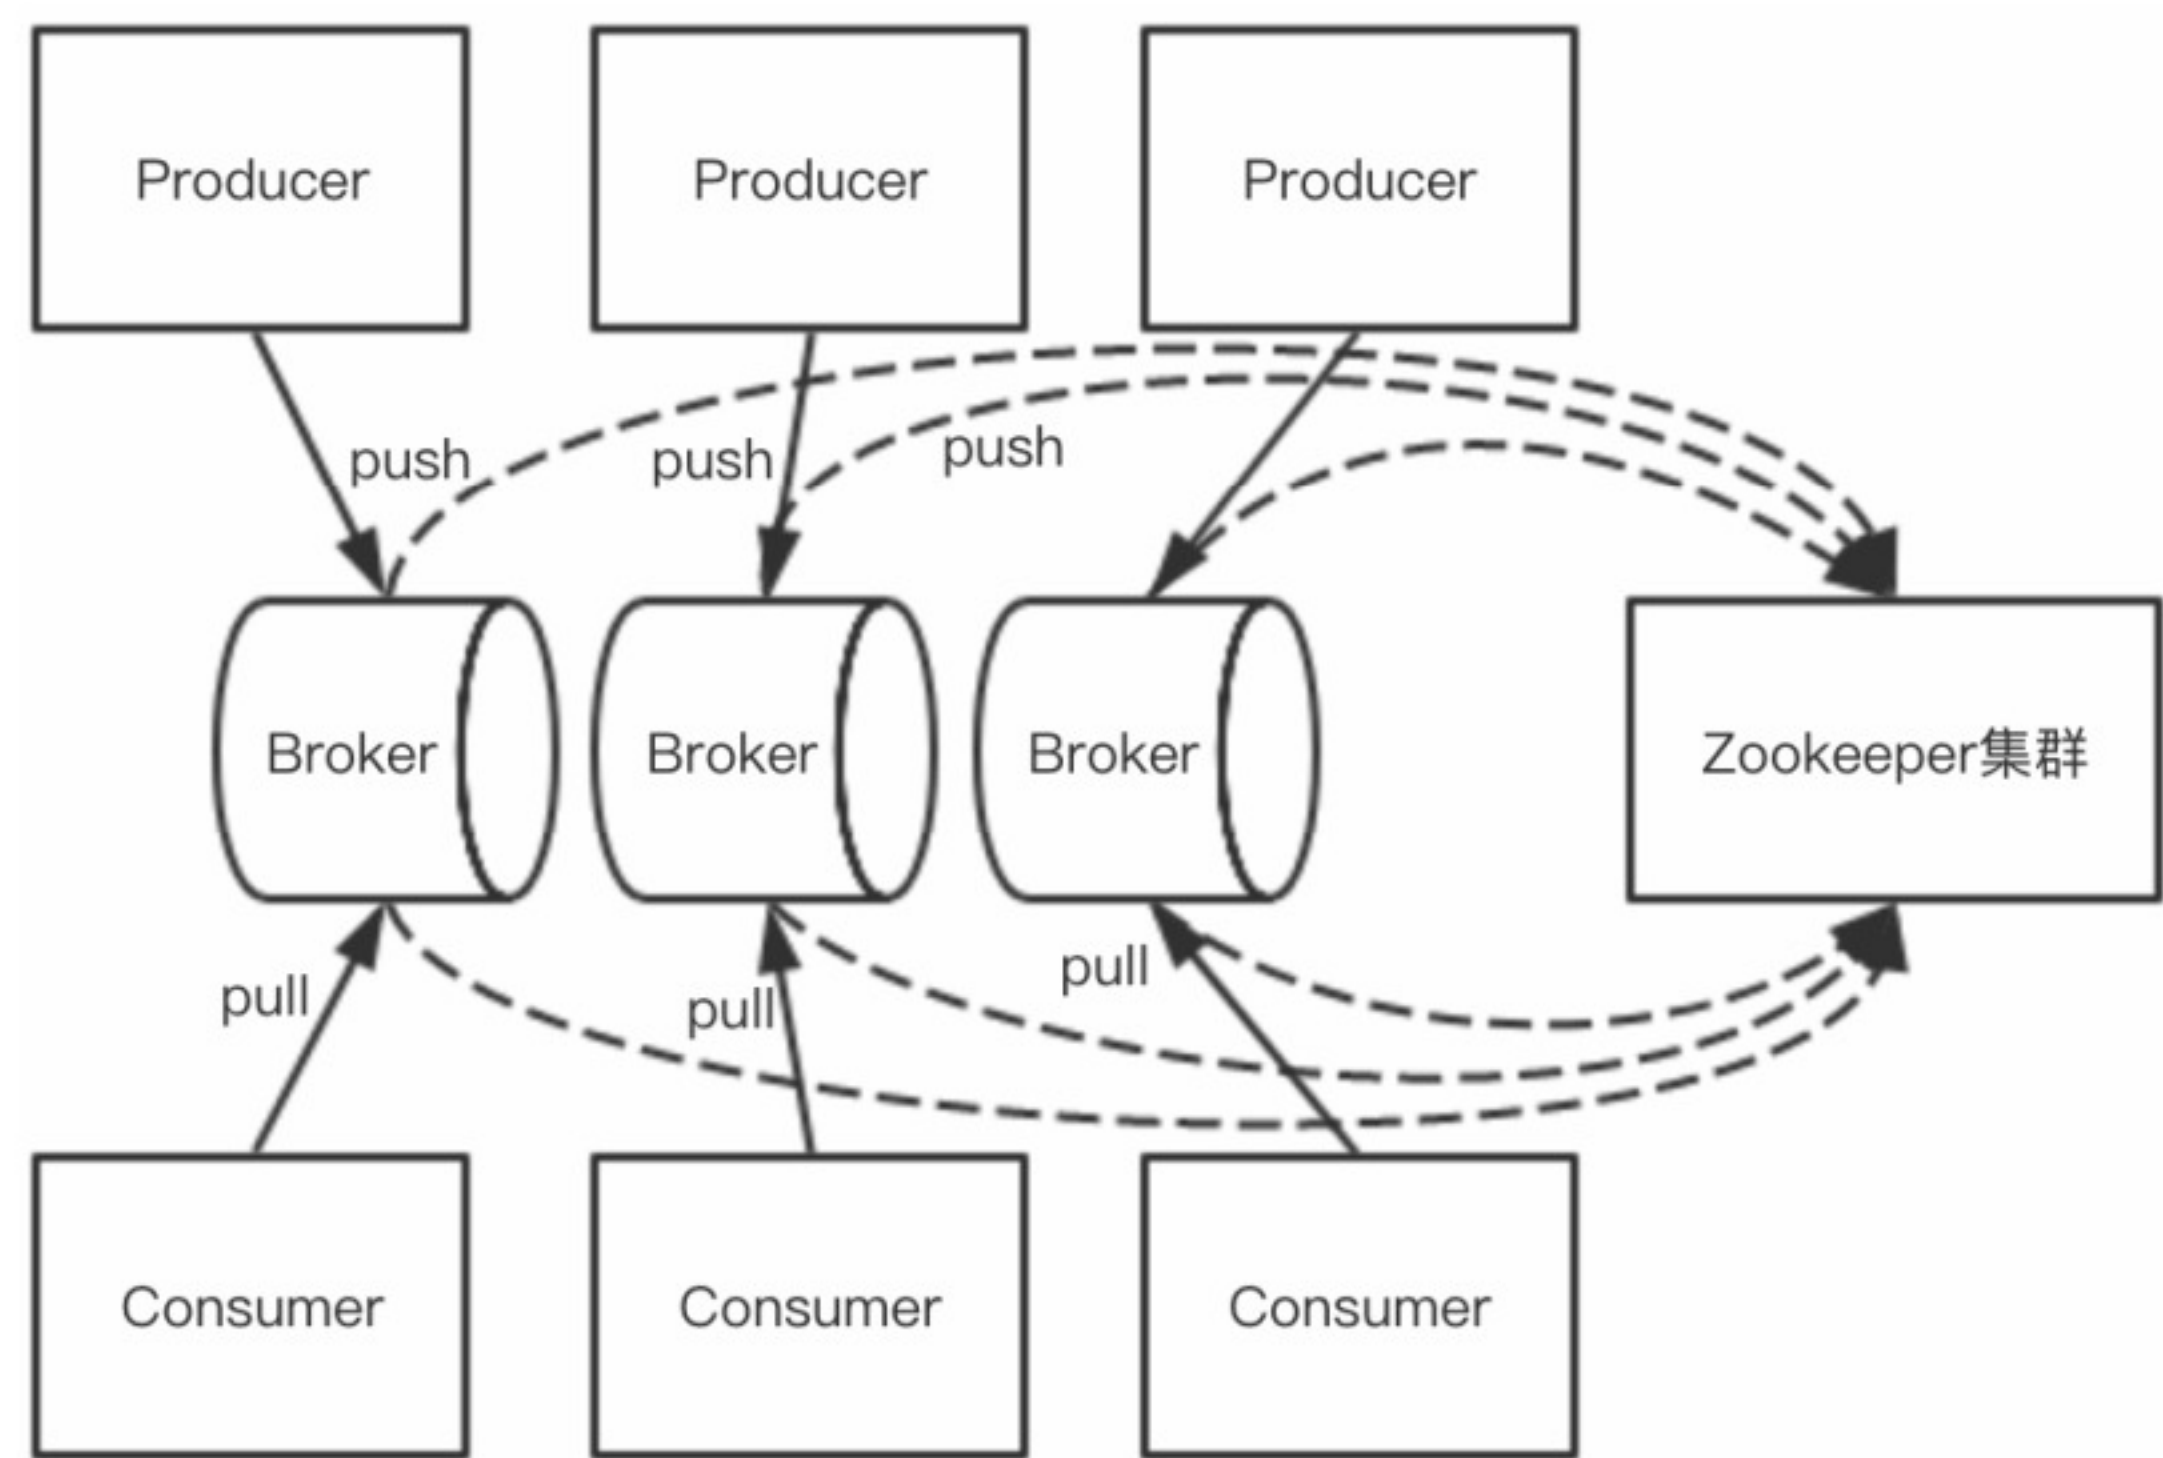 Producer
Producer
Producer
push
push
push
Broker
Broker
Broker
Zookeeper集群
pull
pull
pull
Consumer
Consumer
Consumer